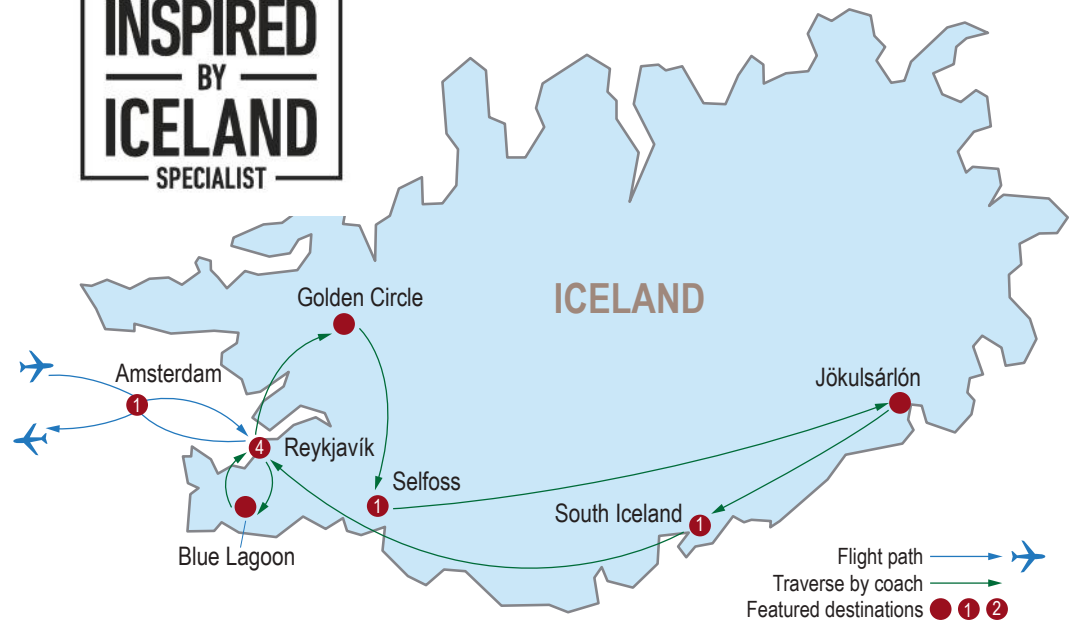 INSPIRED
BY
ICELAND
SPECIALIST
Golden Circle
ICELAND
Amsterdam
1
Jökulsárlón
4
Reykjavík
Selfoss
1
South Iceland
1
Blue Lagoon
Flight path
Traverse by coach
Featured destinations 1 2